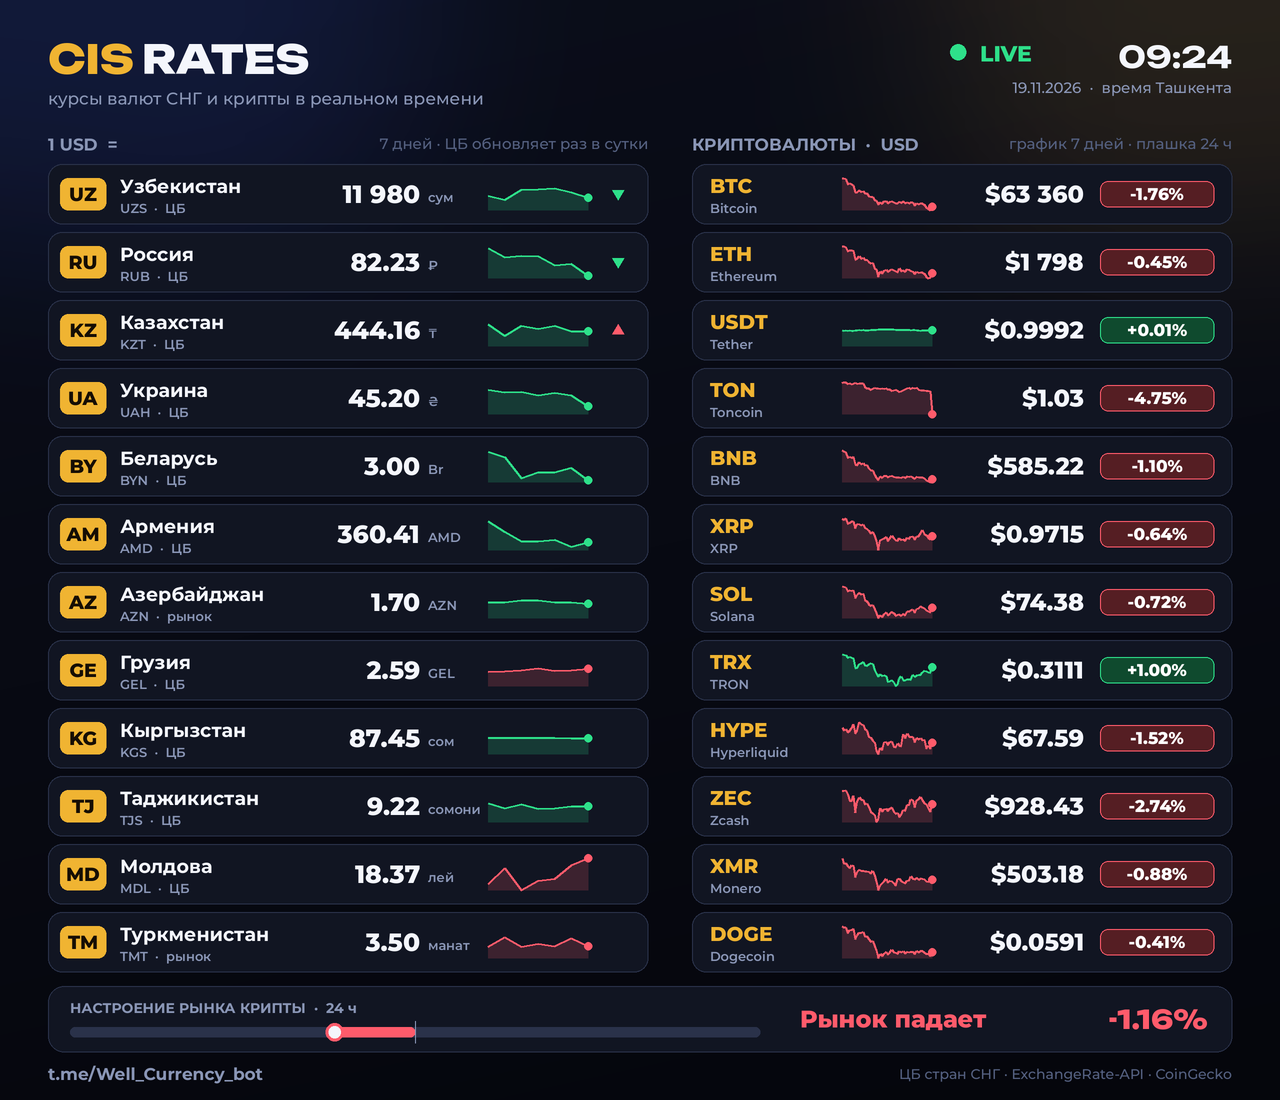 CIS RATES
курсы валют СНГ и крипты в реальном времени
LIVE
09:24
19.11.2026 · время Ташкента
1 USD =
7 дней · ЦБ обновляет раз в сутки
UZ Узбекистан 11 980 сум
UZS · ЦБ
RU Россия 82.23 ₽
RUB · ЦБ
KZ Казахстан 444.16 ₸
KZT · ЦБ
UA Украина 45.20 ₴
UAH · ЦБ
BY Беларусь 3.00 Br
BYN · ЦБ
AM Армения 360.41 AMD
AMD · ЦБ
AZ Азербайджан 1.70 AZN
AZN · рынок
GE Грузия 2.59 GEL
GEL · ЦБ
KG Кыргызстан 87.45 сом
KGS · ЦБ
TJ Таджикистан 9.22 сомони
TJS · ЦБ
MD Молдова 18.37 лей
MDL · ЦБ
TM Туркменистан 3.50 манат
TMT · рынок
КРИПТОВАЛЮТЫ · USD
график 7 дней · плашка 24 ч
BTC $63 360 -1.76%
Bitcoin
ETH $1 798 -0.45%
Ethereum
USDT $0.9992 +0.01%
Tether
TON $1.03 -4.75%
Toncoin
BNB $585.22 -1.10%
BNB
XRP $0.9715 -0.64%
XRP
SOL $74.38 -0.72%
Solana
TRX $0.3111 +1.00%
TRON
HYPE $67.59 -1.52%
Hyperliquid
ZEC $928.43 -2.74%
Zcash
XMR $503.18 -0.88%
Monero
DOGE $0.0591 -0.41%
Dogecoin
НАСТРОЕНИЕ РЫНКА КРИПТЫ · 24 ч
Рынок падает
-1.16%
t.me/Well_Currency_bot
ЦБ стран СНГ · ExchangeRate-API · CoinGecko